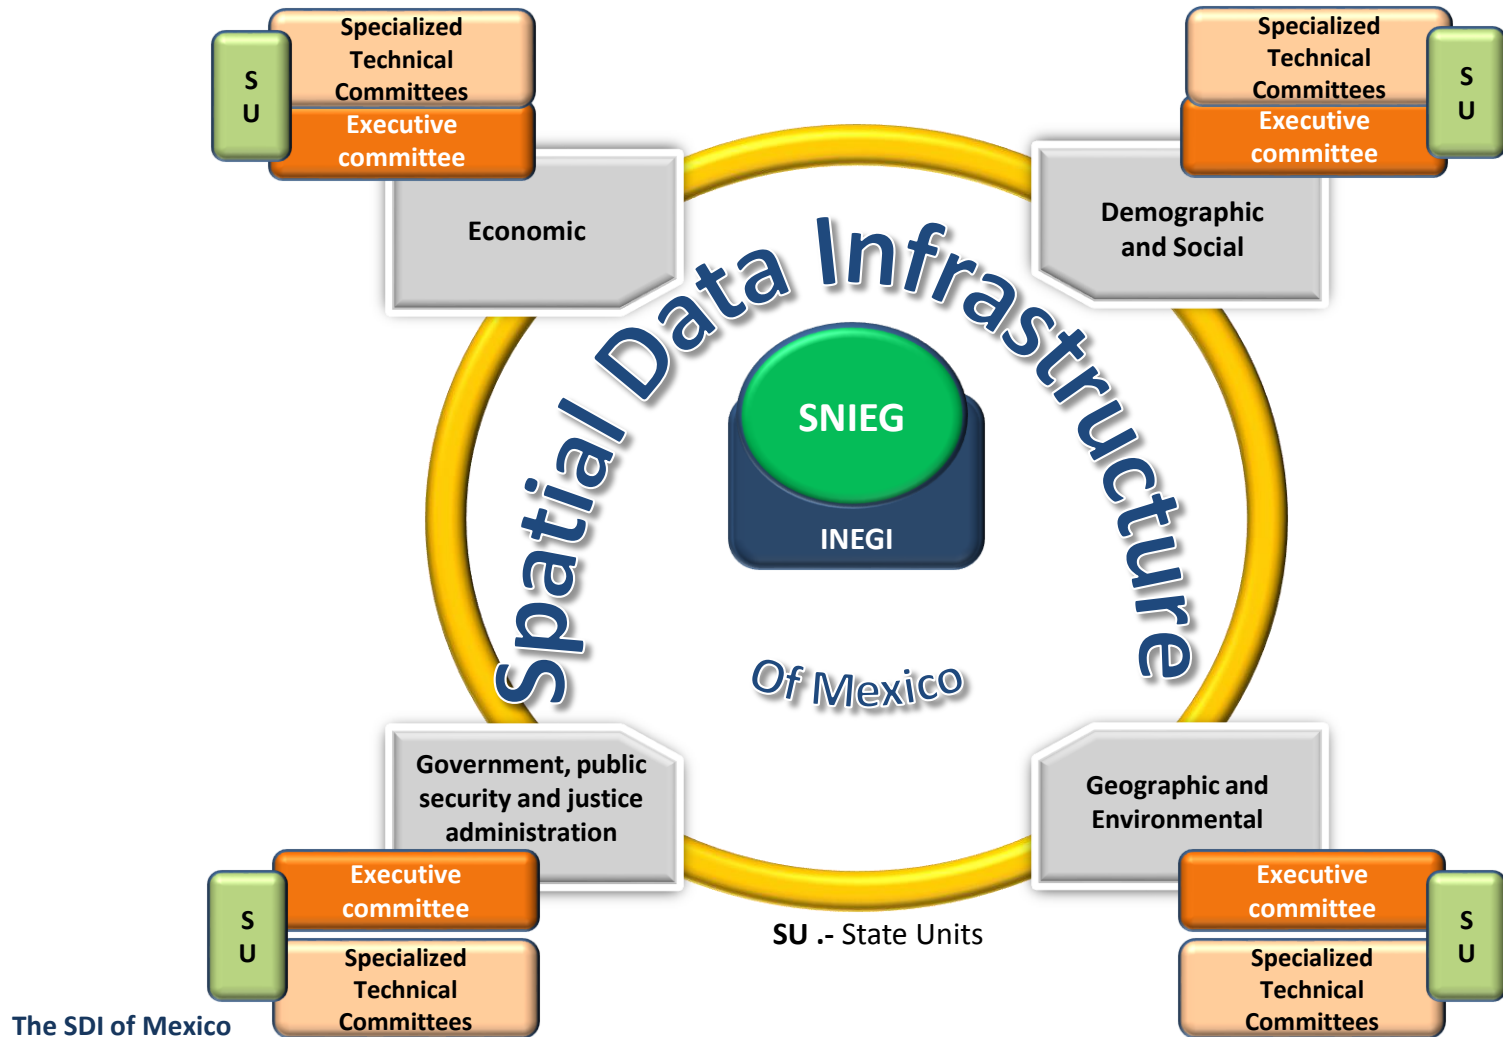 Specialized
Technical
Committees
S
U
Executive
committee
Economic
Specialized
Technical
Committees
S
U
Executive
committee
Demographic
and Social
Spatial Data Infrastructure
SNIEG
INEGI
Of Mexico
Government, public
security and justice
administration
Executive
committee
S
U
Specialized
Technical
Committees
Geographic and
Environmental
Executive
committee
S
U
Specialized
Technical
Committees
SU .- State Units
The SDI of Mexico